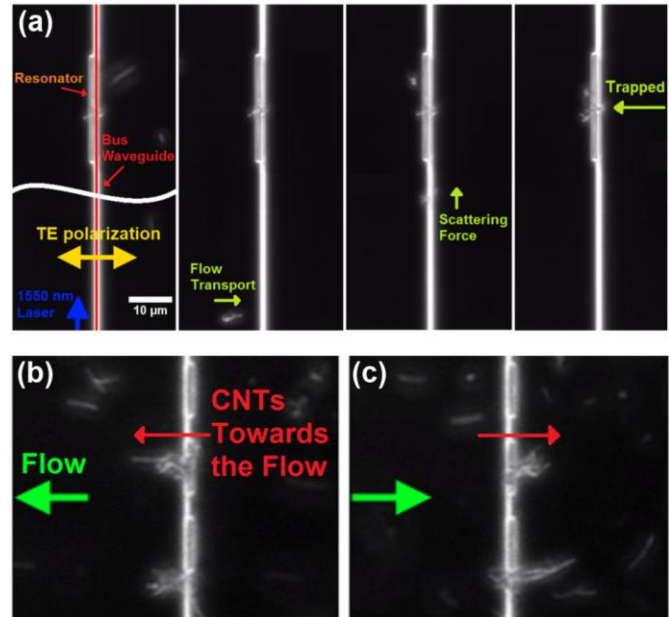 (a)
Resonator
Bus
Waveguide
TE polarization
1550 nm
Laser
10 µm
Flow
Transport
Scattering
Force
Trapped
(b)
Flow
CNTs
Towards
the Flow
(c)